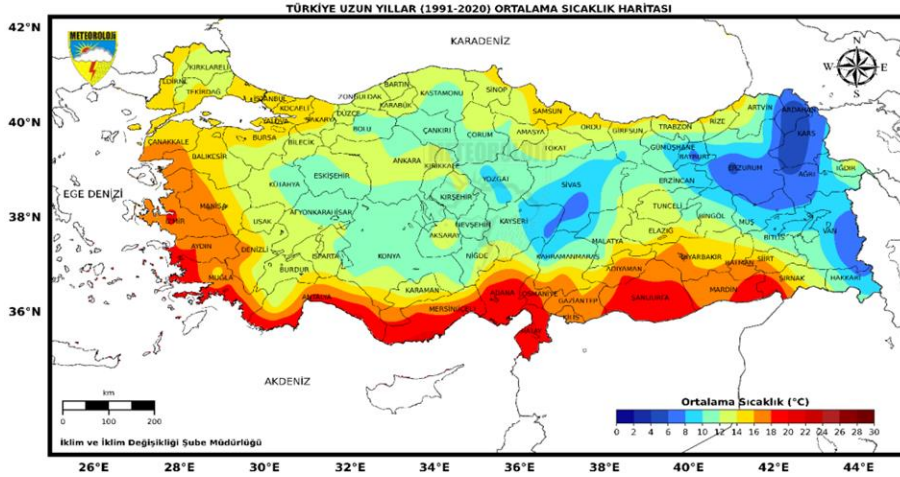 TÜRKİYE UZUN YILLAR (1991-2020) ORTALAMA SICAKLIK HARİTASI
42°N
40°N
38°N
36°N
METEOROLOJİ
KARADENİZ
N
W E
S
KIRKLARELİ
EDİRNE
TEKİRDAĞ
İSTANBUL
KOCAELİ
YALOVA
SAKARYA
DÜZCE
ZONGULDAK
BARTIN
KARABÜK
KASTAMONU
SİNOP
SAMSUN
ORDU
GİRESUN
TRABZON
RİZE
ARTVİN
ARDAHAN
KARS
ÇANAKKALE
BALIKESİR
BURSA
BİLECİK
BOLU
ÇANKIRI
ÇORUM
AMASYA
TOKAT
GÜMÜŞHANE
BAYBURT
ERZURUM
AĞRI
IĞDIR
METEOROLOJİ
KÜTAHYA
ESKİŞEHİR
ANKARA
KIRIKKALE
YOZGAT
SİVAS
ERZİNCAN
EGE DENİZİ
MANİSA
İZMİR
UŞAK
AFYONKARAHİSAR
KIRŞEHİR
NEVŞEHİR
KAYSERİ
AKSARAY
TUNCELİ
BİNGÖL
MUŞ
ELAZIĞ
BİTLİS
VAN
AYDIN
DENİZLİ
ISPARTA
BURDUR
KONYA
NİĞDE
KAHRAMANMARAŞ
MALATYA
ADIYAMAN
DİYARBAKIR
BATMAN
SİİRT
ŞIRNAK
HAKKARİ
MUĞLA
ANTALYA
KARAMAN
MERSİN(İÇEL)
ADANA
OSMANİYE
GAZİANTEP
KİLİS
ŞANLIURFA
MARDİN
HATAY
AKDENİZ
km
0 100 200
İklim ve İklim Değişikliği Şube Müdürlüğü
Ortalama Sıcaklık (°C)
0 2 4 6 8 10 12 14 16 18 20 22 24 26 28 30
26°E 28°E 30°E 32°E 34°E 36°E 38°E 40°E 42°E 44°E